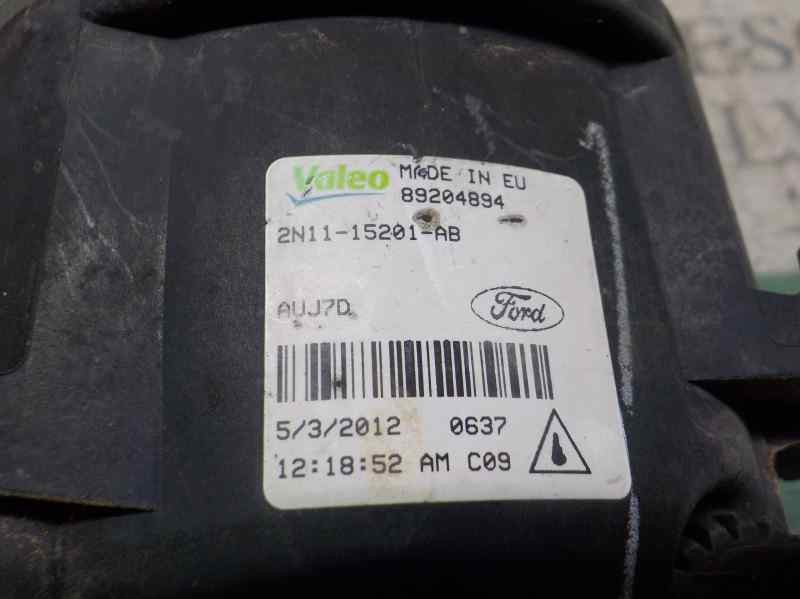 Valeo MADE IN EU
89204894
2N11-15201-AB
AUJ7D
Ford
5/3/2012 0637
12:18:52 AM C09